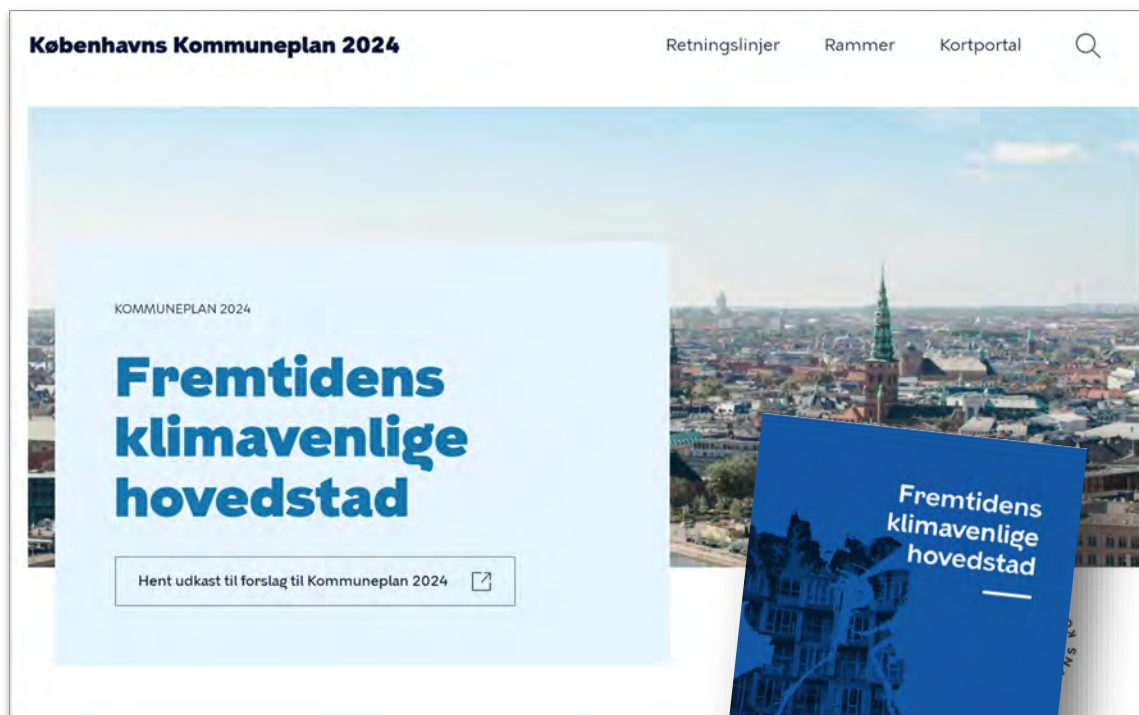 Københavns Kommuneplan 2024
Retningslinjer Rammer Kortportal
KOMMUNEPLAN 2024
Fremtidens
klimavenlige
hovedstad
Hent udkast til forslag til Kommuneplan 2024
Fremtidens
klimavenlige
hovedstad